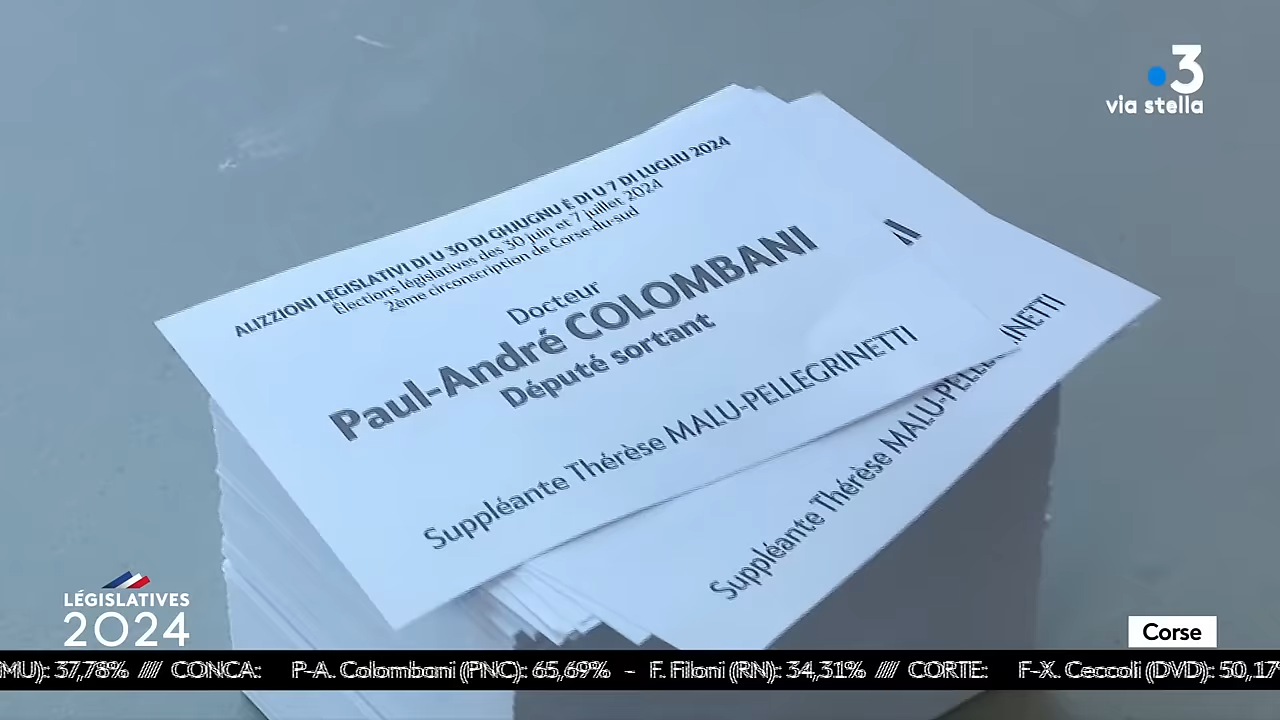 3
via stella
ALIZZIONI LEGISLATIVI DI U 30 DI GHJUGNU È DI U 7 DI LUGLIU 2024
Élections législatives des 30 juin et 7 juillet 2024
2ème circonscription de Corse-du-sud
Docteur
Paul-André COLOMBANI
Député sortant
Suppléante Thérèse MALU-PELLEGRINETTI
Suppléante Thérèse MALU-PELLE
INETTI
LÉGISLATIVES
2024
Corse
MU): 37,78% /// CONCA: P-A. Colombani (PNC): 65,69% - F. Filoni (RN): 34,31% /// CORTE: F-X. Ceccoli (DVD): 50,17%